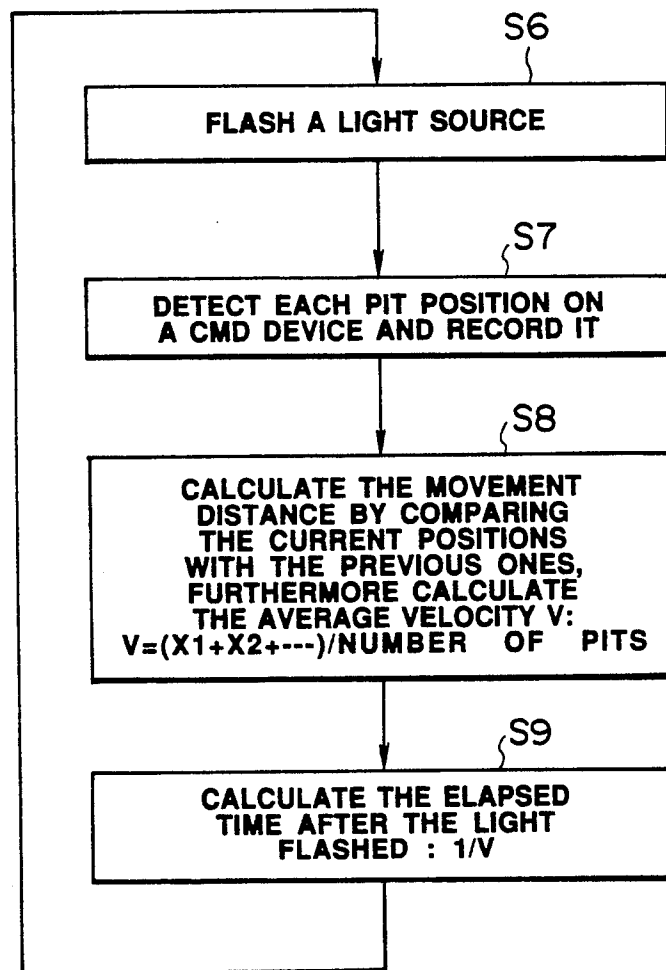 S6
FLASH A LIGHT SOURCE
S7
DETECT EACH PIT POSITION ON
A CMD DEVICE AND RECORD IT
S8
CALCULATE THE MOVEMENT
DISTANCE BY COMPARING
THE CURRENT POSITIONS
WITH THE PREVIOUS ONES,
FURTHERMORE CALCULATE
THE AVERAGE VELOCITY V:
V=(X1+X2+---)/NUMBER OF PITS
S9
CALCULATE THE ELAPSED
TIME AFTER THE LIGHT
FLASHED : 1/V